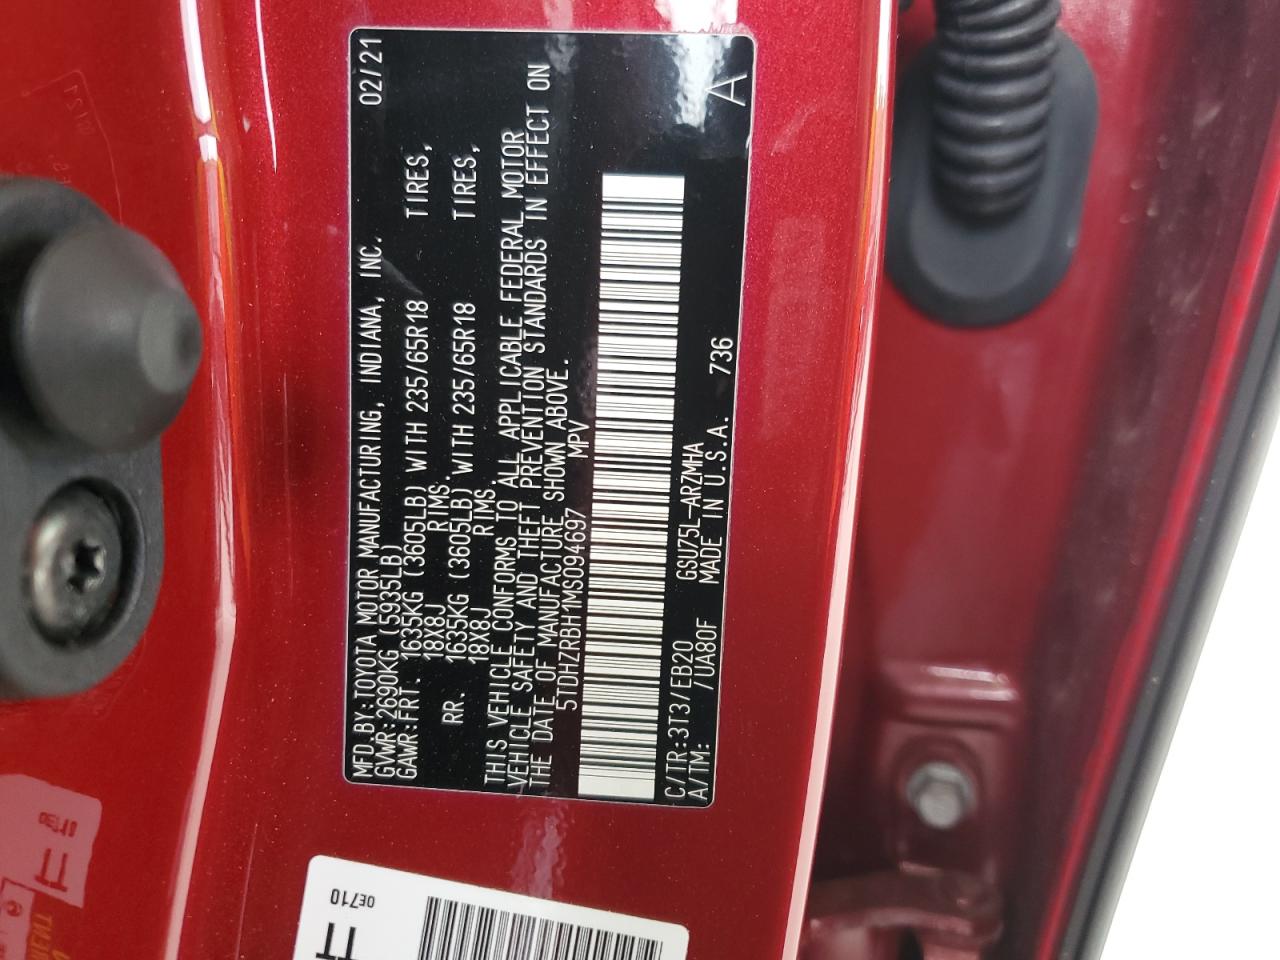 MFD.BY:TOYOTA MOTOR MANUFACTURING, INDIANA, INC. 02/21
GVWR:2690KG (5935LB)
GAWR:FRT. 1635KG (3605LB) WITH 235/65R18 TIRES,
18X8J RIMS.
RR. 1635KG (3605LB) WITH 235/65R18 TIRES,
18X8J RIMS
THIS VEHICLE CONFORMS TO ALL APPLICABLE FEDERAL MOTOR
VEHICLE SAFETY AND THEFT PREVENTION STANDARDS IN EFFECT ON
THE DATE OF MANUFACTURE SHOWN ABOVE.
5TDHZRBH1MS094697 MPV
C/TR:3T3/EB20 GSU75L-ARZMHA
A/TM: /UA80F MADE IN U.S.A. 736 A
0E710